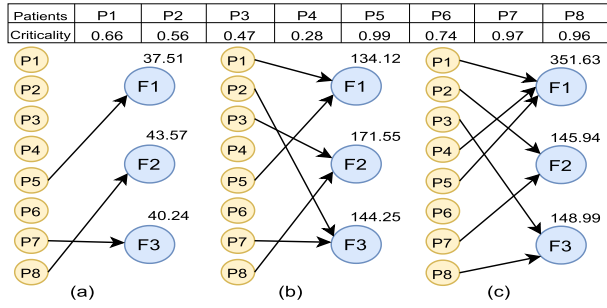 Patients P1 P2 P3 P4 P5 P6 P7 P8
Criticality 0.66 0.56 0.47 0.28 0.99 0.74 0.97 0.96
37.51
P1
F1
P2
P3
43.57
P4
F2
P5
P6
40.24
P7
F3
P8
(a)
134.12
P1
F1
P2
P3
171.55
P4
F2
P5
P6
144.25
P7
F3
P8
(b)
351.63
P1
F1
P2
P3
145.94
P4
F2
P5
P6
148.99
P7
F3
P8
(c)